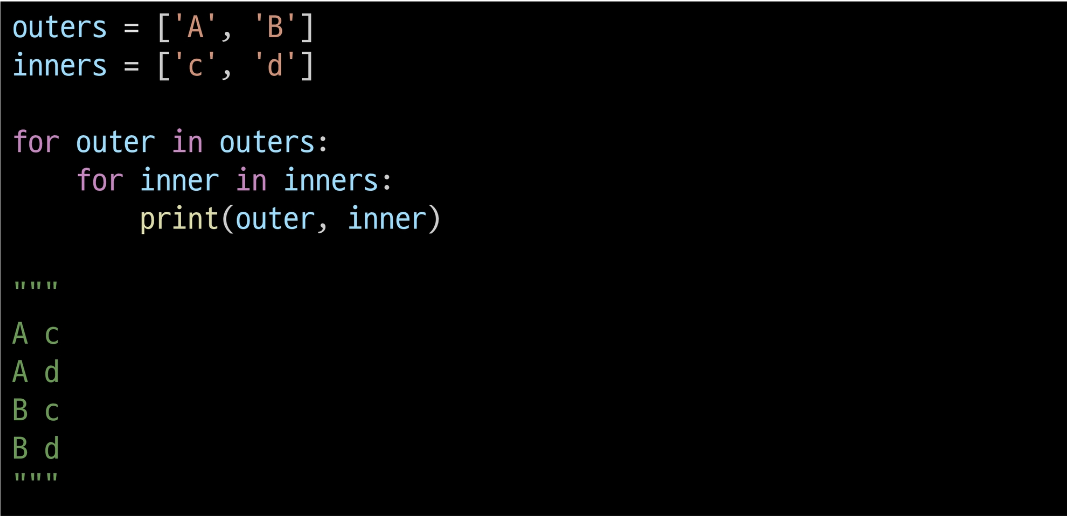 outers = ['A', 'B']
inners = ['c', 'd']

for outer in outers:
    for inner in inners:
        print(outer, inner)

"""
A c
A d
B c
B d
"""